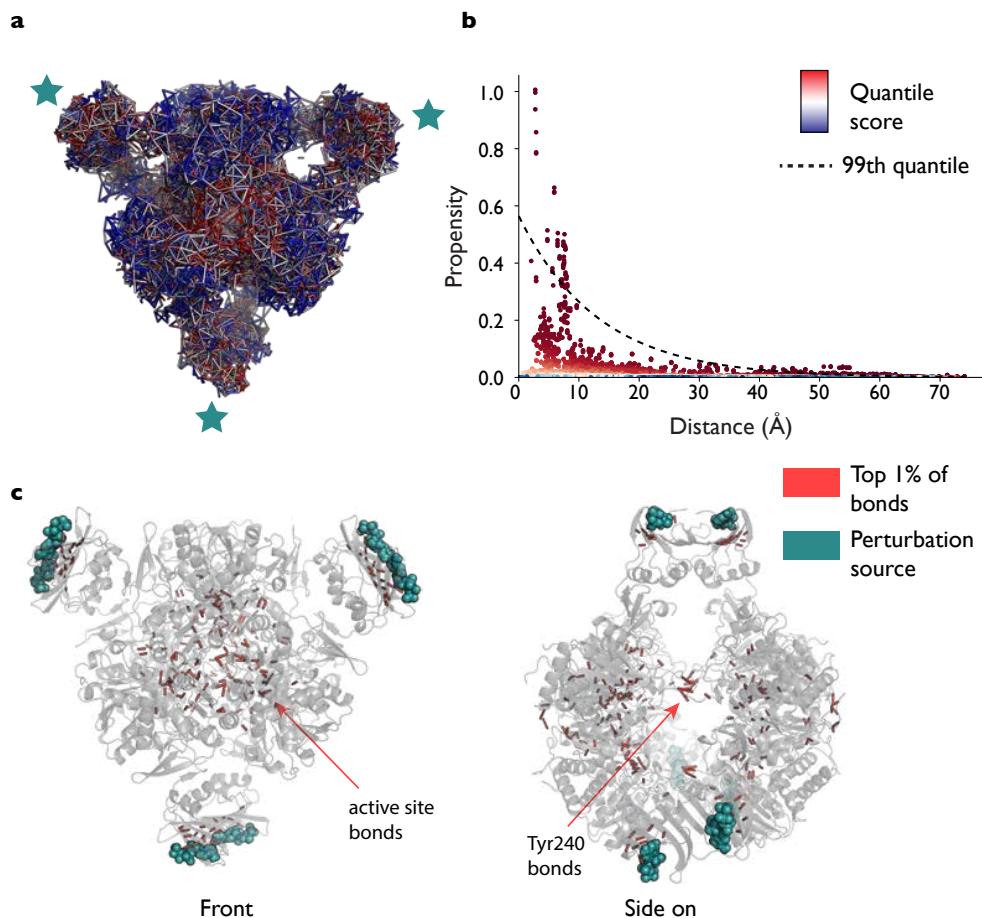 a
b
1.0
0.8
0.6
0.4
0.2
0.0
Propensity
0
10
20
30
40
50
60
70
Distance (Å)
Quantile
score
99th quantile
c
Top 1% of
bonds
Perturbation
source
active site
bonds
Tyr240
bonds
Front
Side on